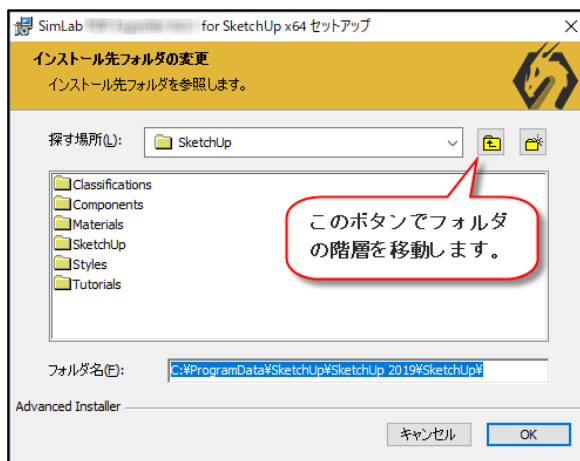 SimLab for SketchUp x64 セットアップ
インストール先フォルダの変更
インストール先フォルダを参照します。
探す場所(L):
SketchUp
Classifications
Components
Materials
SketchUp
Styles
Tutorials
このボタンでフォルダ
の階層を移動します。
フォルダ名(F):
C:¥ProgramData¥SketchUp¥SketchUp 2019¥SketchUp¥
Advanced Installer
キャンセル
OK